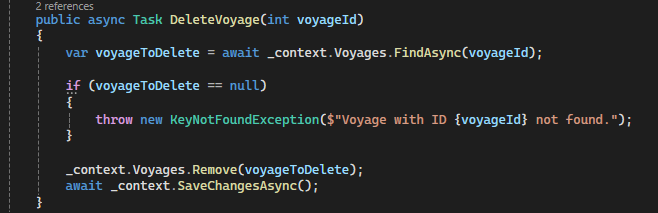 2 references
public async Task DeleteVoyage(int voyageId)
{
var voyageToDelete = await _context.Voyages.FindAsync(voyageId);
if (voyageToDelete == null)
{
throw new KeyNotFoundException($"Voyage with ID {voyageId} not found.");
}
_context.Voyages.Remove(voyageToDelete);
await _context.SaveChangesAsync();
}